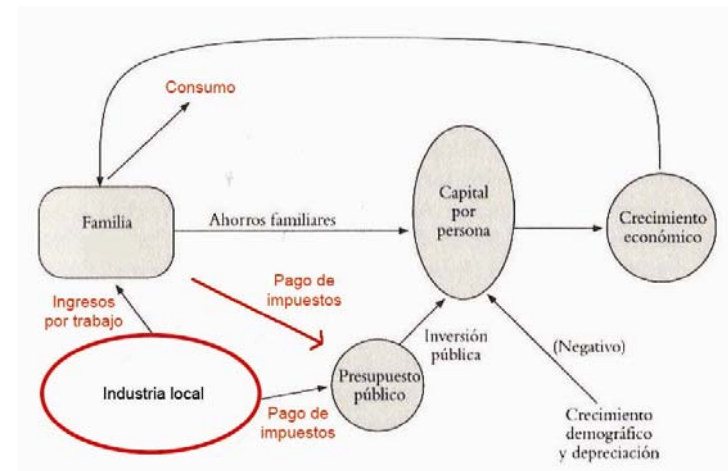 Consumo
Familia
Ahorros familiares
Capital
por
persona
Crecimiento
económico
Ingresos
por trabajo
Pago de
impuestos
Inversión
pública
(Negativo)
Industria local
Presupuesto
público
Pago de
impuestos
Crecimiento
demográfico
y depreciación